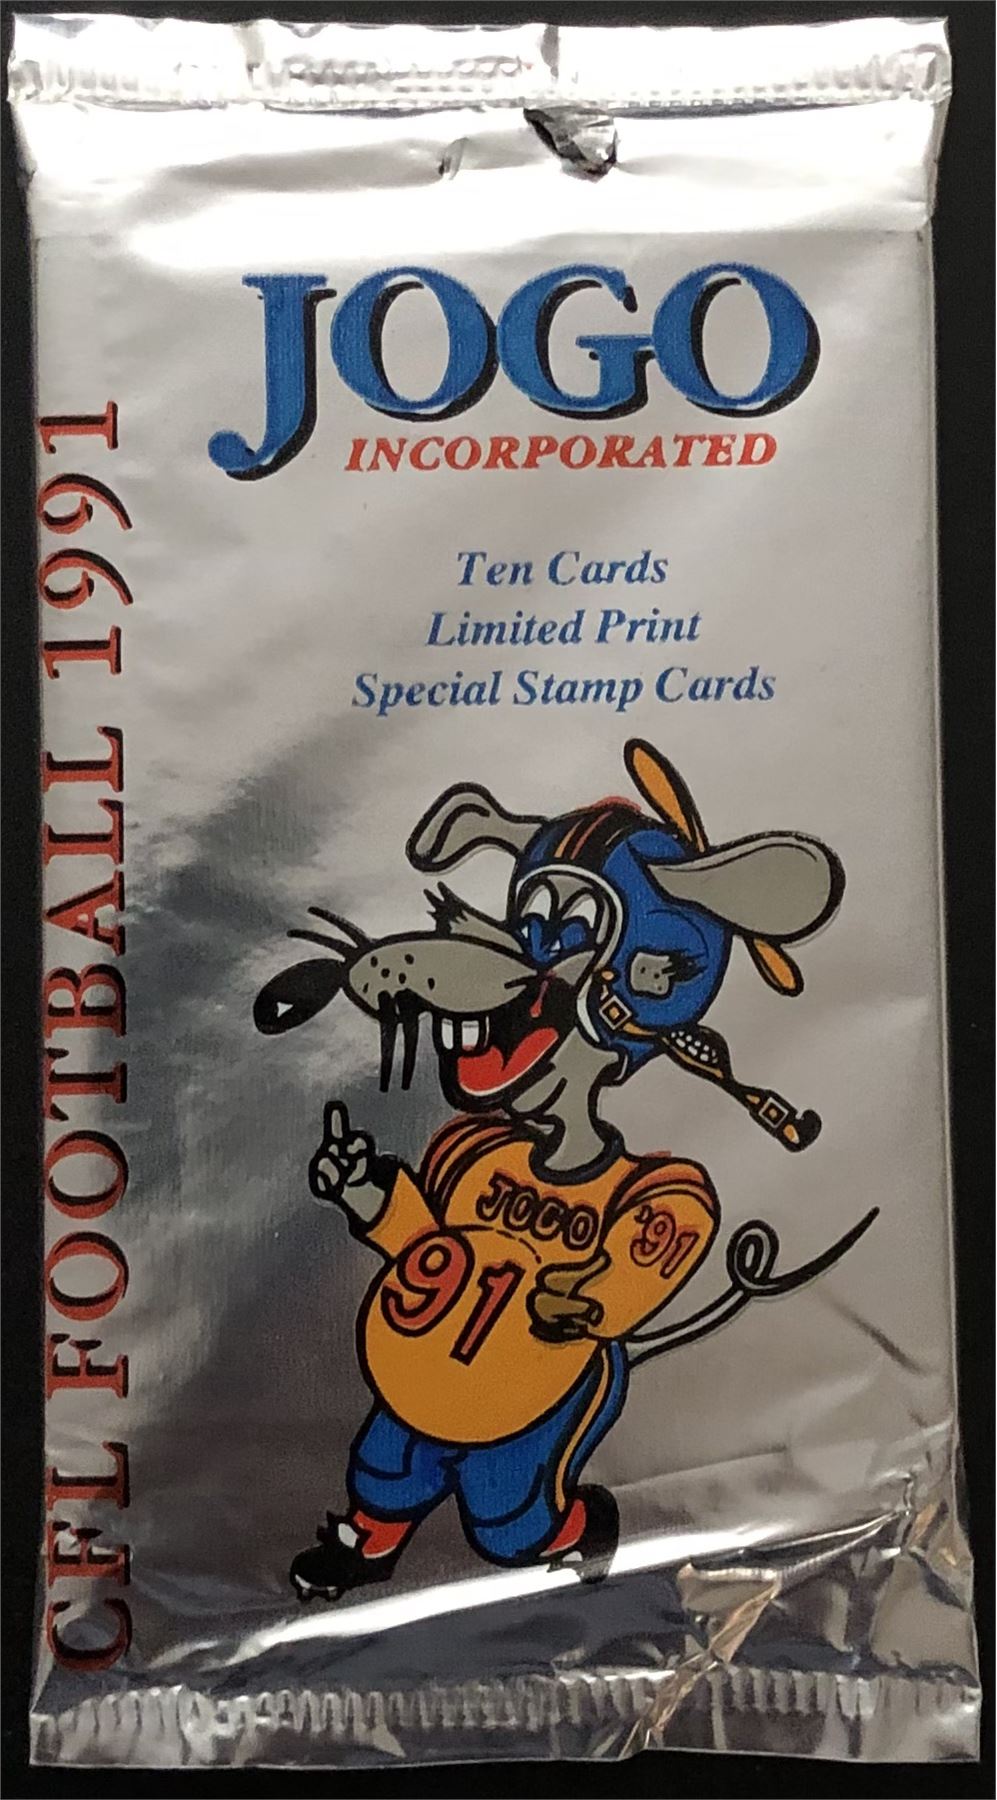 JOGO
INCORPORATED
CFL FOOTBALL 1991
Ten Cards
Limited Print
Special Stamp Cards
JOGO
'91
91